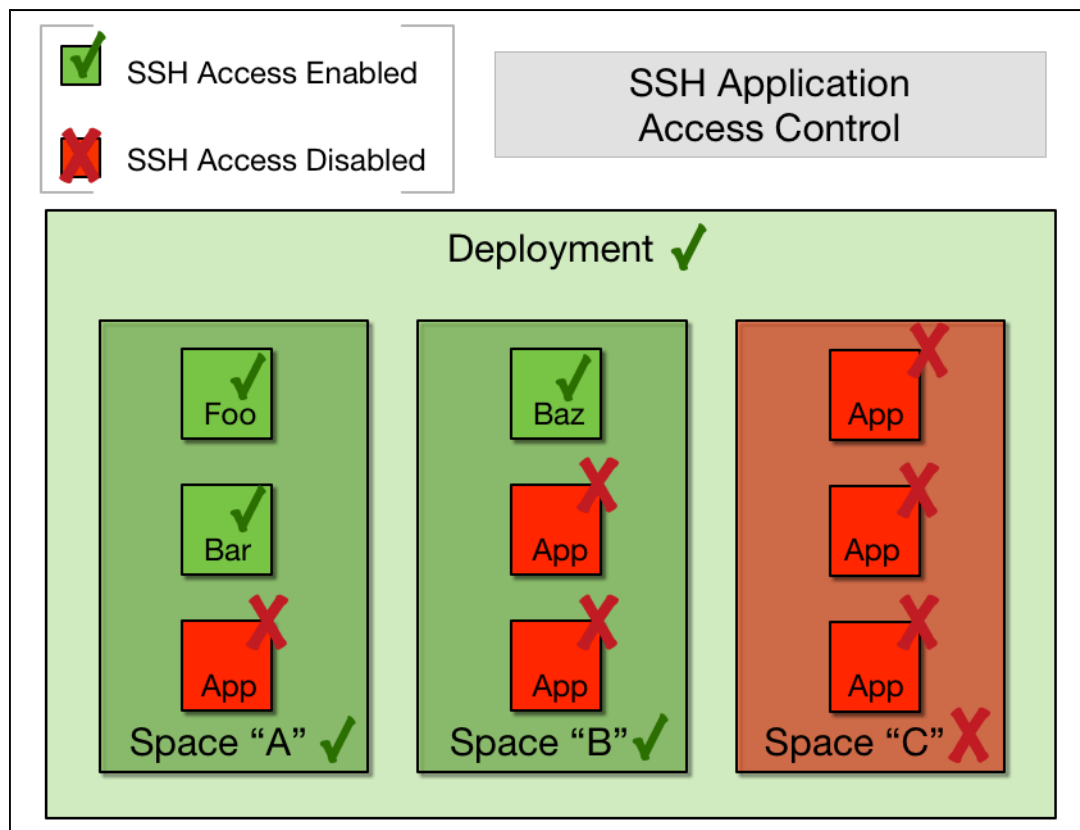 SSH Access Enabled
SSH Access Disabled
SSH Application
Access Control
Deployment
Foo
Bar
App
Space “A”
Baz
App
App
Space “B”
App
App
App
Space “C”